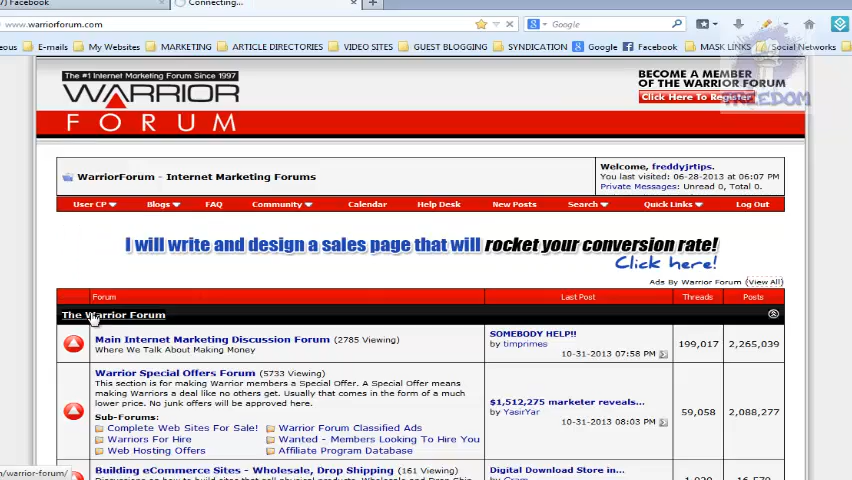 7) Facebook
Connecting...
www.warriorforum.com
Google
eous E-mails My Websites MARKETING ARTICLE DIRECTORIES VIDEO SITES GUEST BLOGGING SYNDICATION Google Facebook MASK LINKS Social Networks
The #1 Internet Marketing Forum Since 1997
WARRIOR
FORUM
BECOME A MEMBER
OF THE WARRIOR FORUM
Click Here To Register
FREEDOM
WarriorForum - Internet Marketing Forums
Welcome, freddyjrtips.
You last visited: 06-28-2013 at 06:07 PM
Private Messages: Unread 0, Total 0.
User CP Blogs FAQ Community Calendar Help Desk New Posts Search Quick Links Log Out
I will write and design a sales page that will rocket your conversion rate!
Click here!
Ads By Warrior Forum (View All)
Forum Last Post Threads Posts
The Warrior Forum
Main Internet Marketing Discussion Forum (2785 Viewing)
Where We Talk About Making Money
SOMEBODY HELP!!
by timprimes
10-31-2013 07:58 PM
199,017 2,265,039
Warrior Special Offers Forum (5733 Viewing)
This section is for making Warrior members a Special Offer. A Special Offer means
making Warriors a deal like no others get. Usually that comes in the form of a much
lower price. No junk offers will be approved here.
Sub-Forums:
Complete Web Sites For Sale! Warrior Forum Classified Ads
Warriors For Hire Wanted - Members Looking To Hire You
Web Hosting Offers Affiliate Program Database
$1,512,275 marketer reveals...
by YasirYar
10-31-2013 08:03 PM
59,058 2,088,277
Building eCommerce Sites - Wholesale, Drop Shipping (161 Viewing)
Digital Download Store in...
m/warrior-forum/